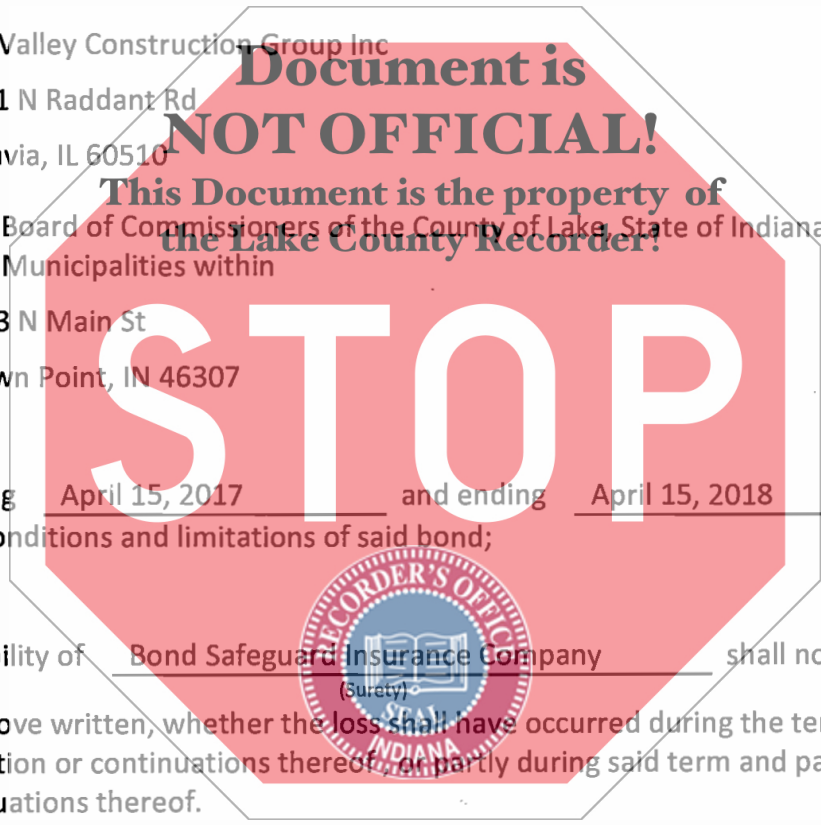 Valley Construction Group Inc
Document is
1 N Raddant Rd
NOT OFFICIAL!
via, IL 60510
This Document is the property of
Board of Commissioners of the County of Lake, State of Indiana
the Lake County Recorder!
Municipalities within
3 N Main St
STOP
wn Point, IN 46307
g April 15, 2017 and ending April 15, 2018
onditions and limitations of said bond;
RECORDER'S OFFICE
ility of Bond Safeguard Insurance Company shall no
(Surety)
SEAL
ove written, whether the loss shall have occurred during the ter
INDIANA
tion or continuations thereof, or partly during said term and pa
uations thereof.